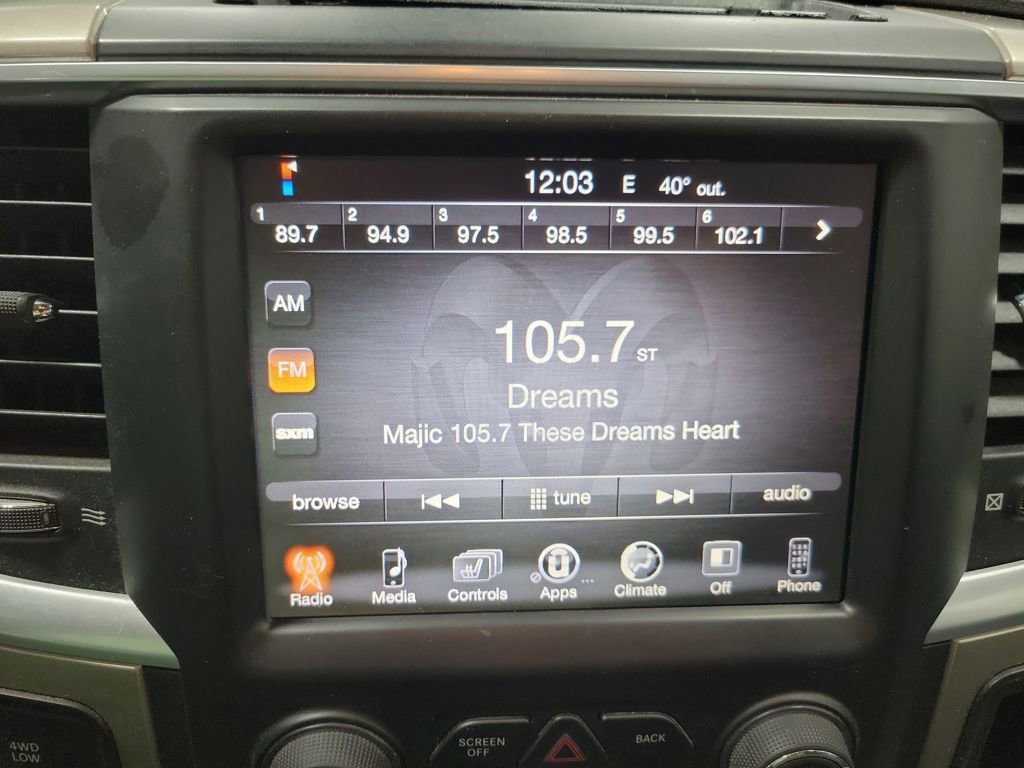 12:03 E 40° out.
1 2 3 4 5 6
89.7 94.9 97.5 98.5 99.5 102.1
AM
105.7 ST
FM
Dreams
sxm
Majic 105.7 These Dreams Heart
browse tune audio
Radio Media Controls Apps ... Climate Off Phone
4WD
LOW
SCREEN
OFF
BACK